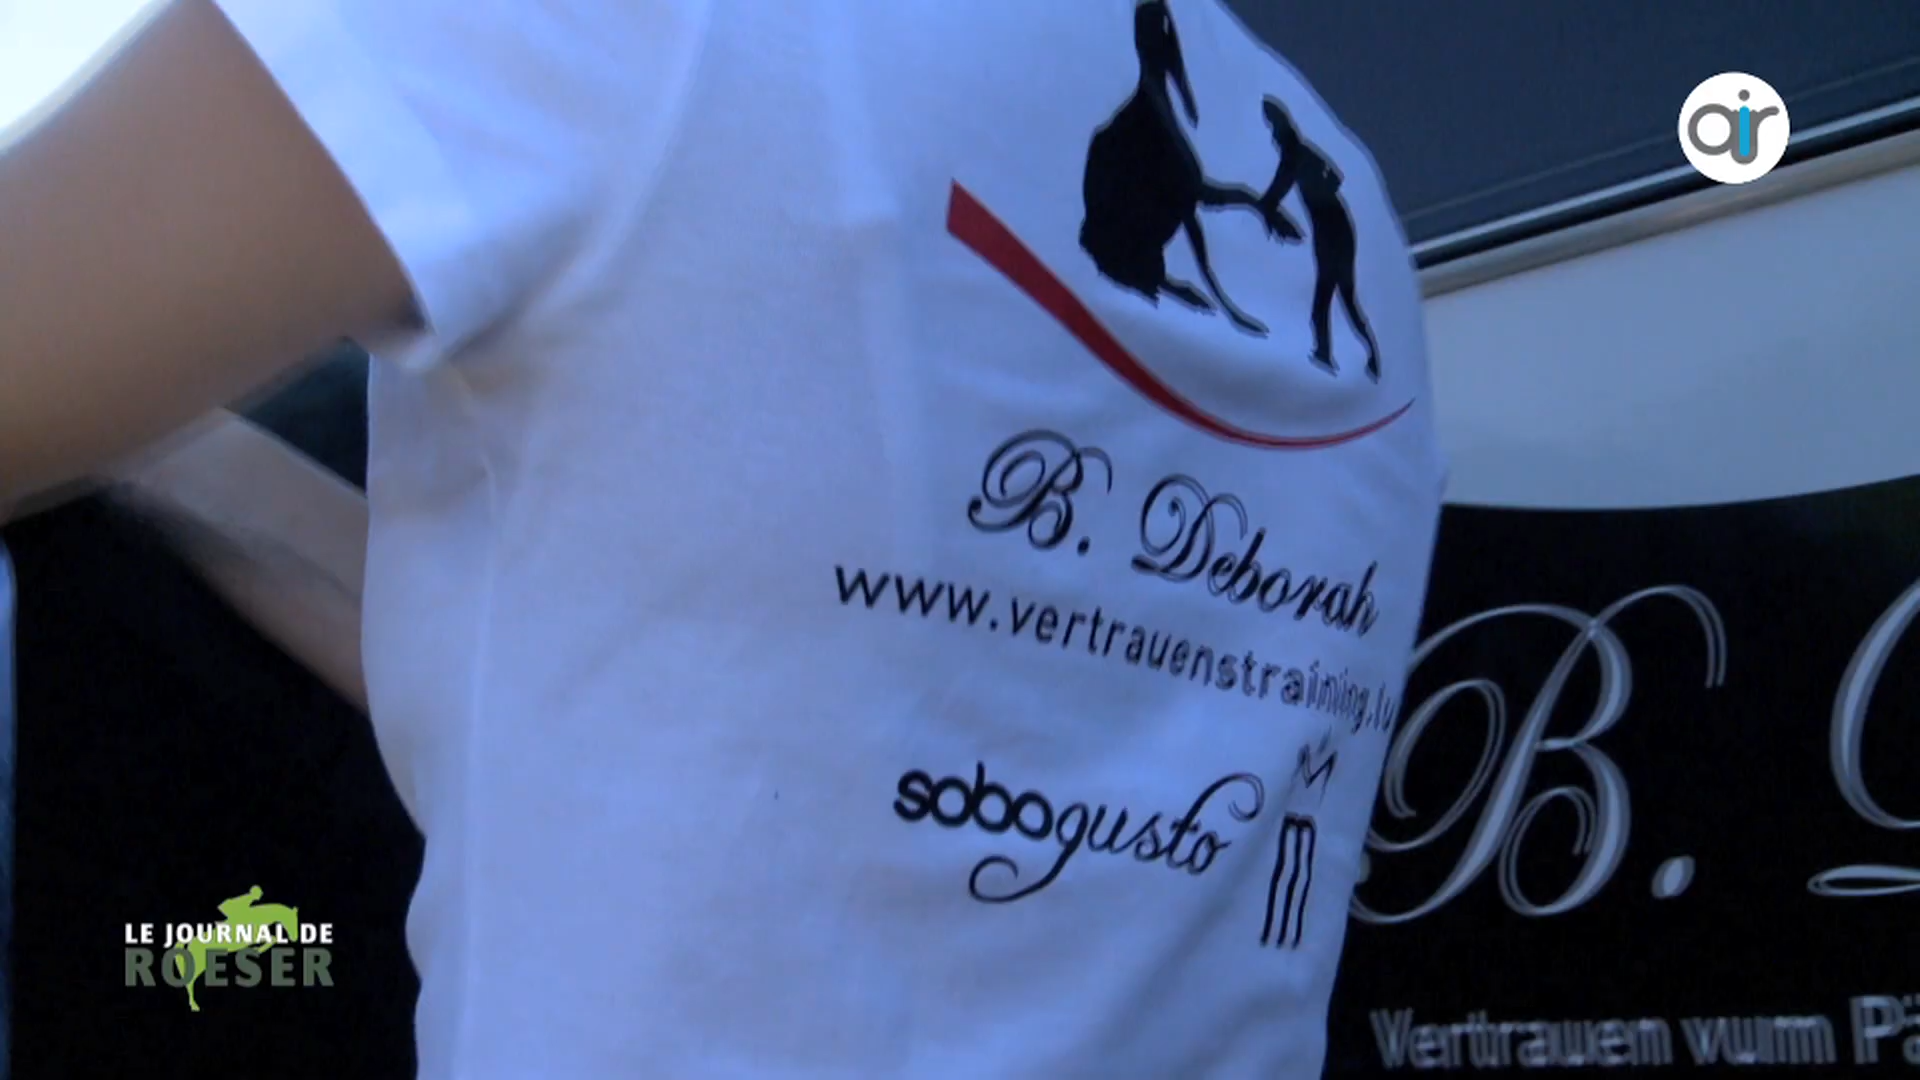 air
B. Deborah
www.vertrauenstraining.lu
sobogusto
B.
Vertrauen vum
LE JOURNAL DE
ROESER